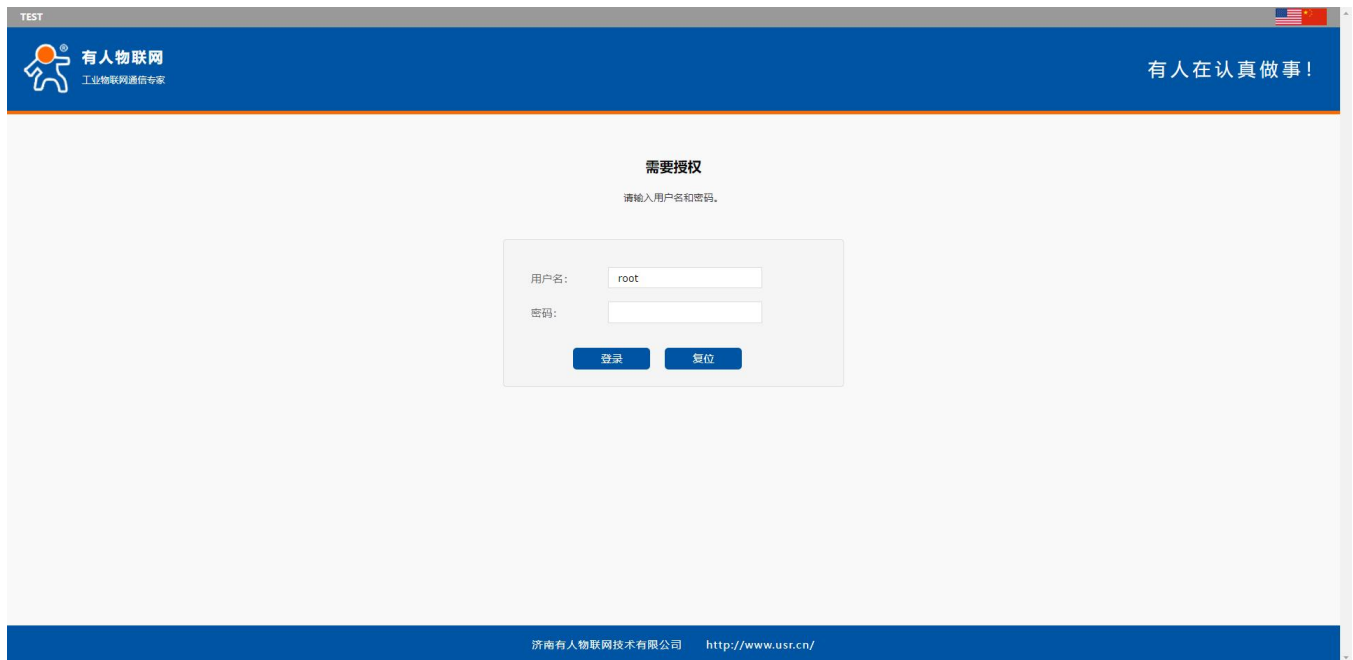 TEST
有人物联网
工业物联网通信专家
有人在认真做事！
需要授权
请输入用户名和密码。
用户名：
root
密码：
登录 复位
济南有人物联网技术有限公司 http://www.usr.cn/